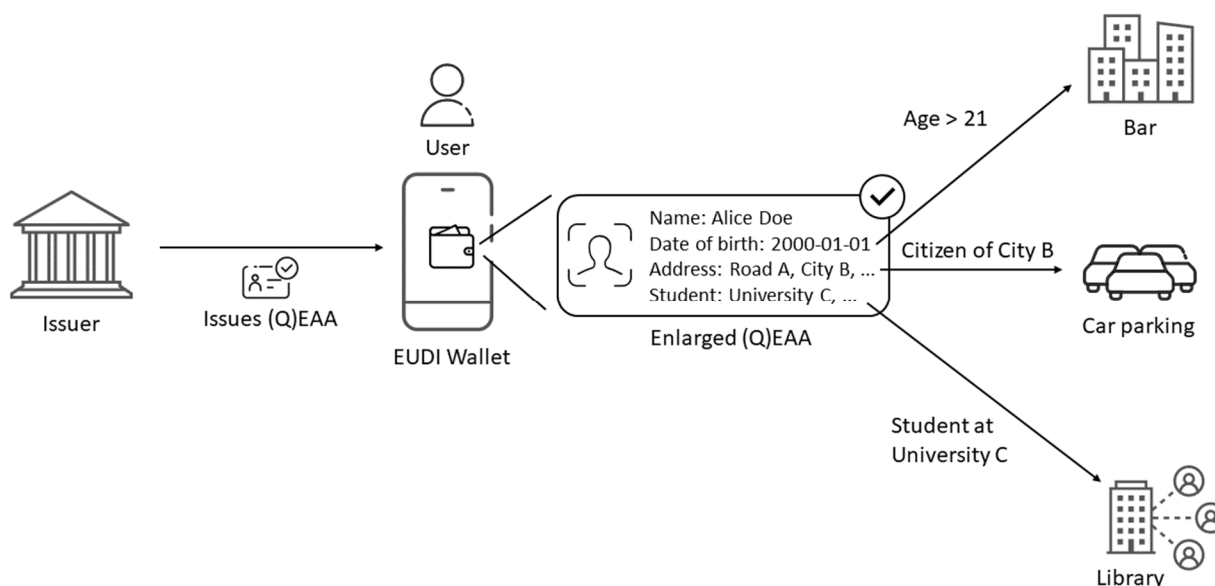 Issuer
Issues (Q)EAA
User
EUDI Wallet
Name: Alice Doe
Date of birth: 2000-01-01
Address: Road A, City B, ...
Student: University C, ...
Enlarged (Q)EAA
Age > 21
Bar
Citizen of City B
Car parking
Student at
University C
Library